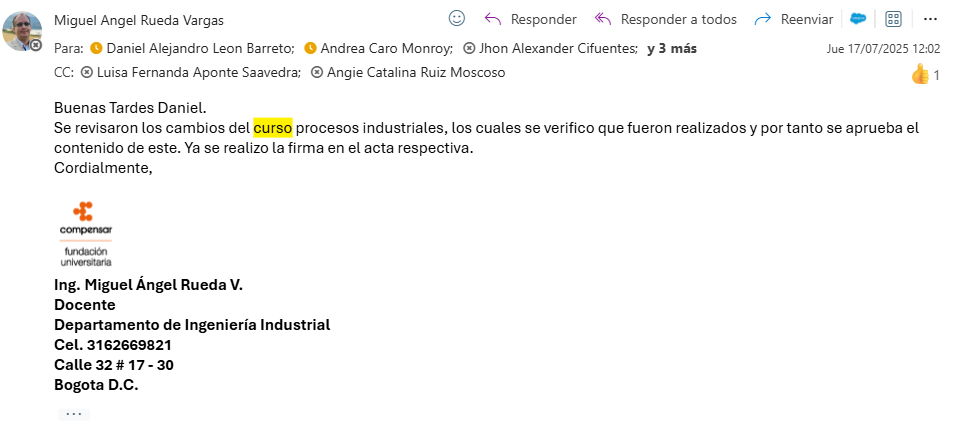 Miguel Angel Rueda Vargas
Responder
Responder a todos
Reenviar
Para: Daniel Alejandro Leon Barreto; Andrea Caro Monroy; Jhon Alexander Cifuentes; y 3 más
Jue 17/07/2025 12:02
CC: Luisa Fernanda Aponte Saavedra; Angie Catalina Ruiz Moscoso
1
Buenas Tardes Daniel.
Se revisaron los cambios del curso procesos industriales, los cuales se verifico que fueron realizados y por tanto se aprueba el
contenido de este. Ya se realizo la firma en el acta respectiva.
Cordialmente,
compensar
fundación
universitaria
Ing. Miguel Ángel Rueda V.
Docente
Departamento de Ingeniería Industrial
Cel. 3162669821
Calle 32 # 17 - 30
Bogota D.C.